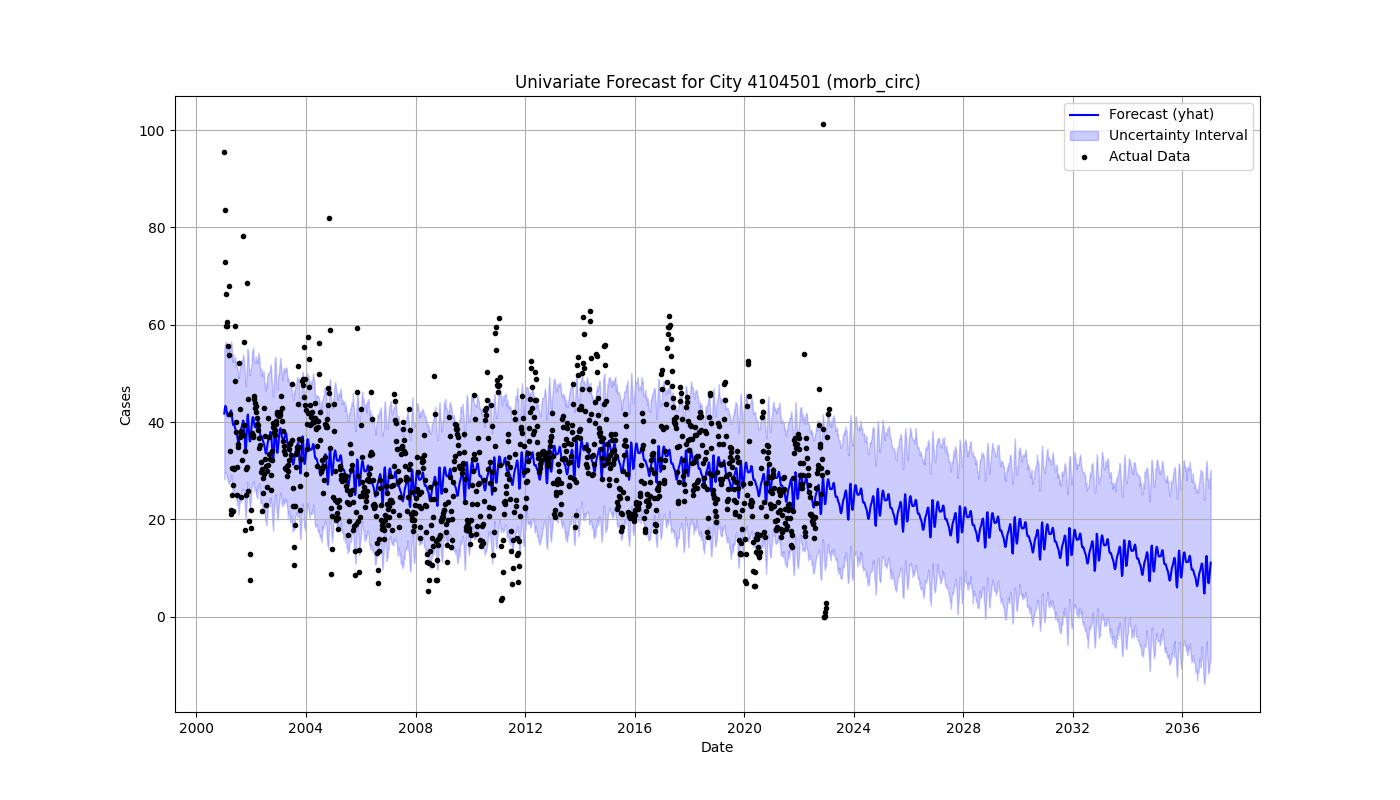 Univariate Forecast for City 4104501 (morb_circ)
Forecast (yhat)
Uncertainty Interval
Actual Data
Cases
100
80
60
40
20
0
2000 2004 2008 2012 2016 2020 2024 2028 2032 2036
Date